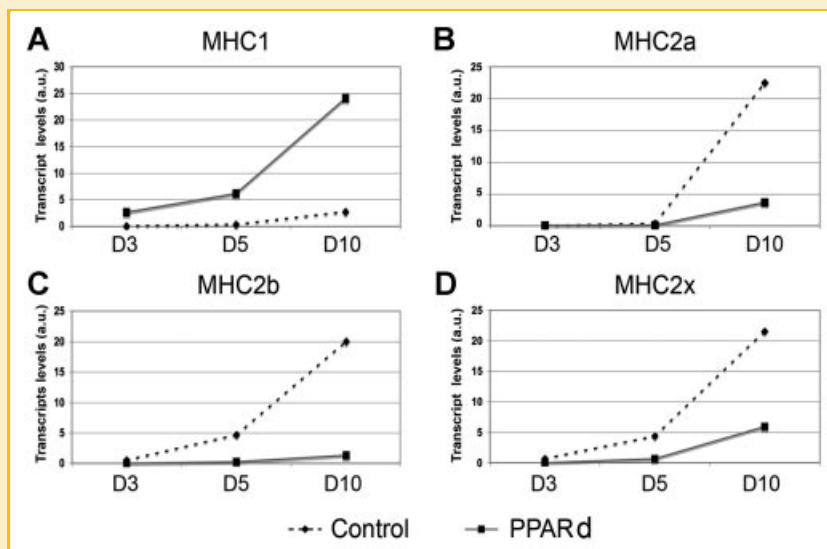 A
MHC1
Transcript levels (a.u.)
30
25
20
15
10
5
0
D3 D5 D10
B
MHC2a
Transcript levels (a.u.)
25
20
15
10
5
0
D3 D5 D10
C
MHC2b
Transcripts levels (a.u.)
25
20
15
10
5
0
D3 D5 D10
D
MHC2x
Transcript levels (a.u.)
25
20
15
10
5
0
D3 D5 D10
Control PPARd